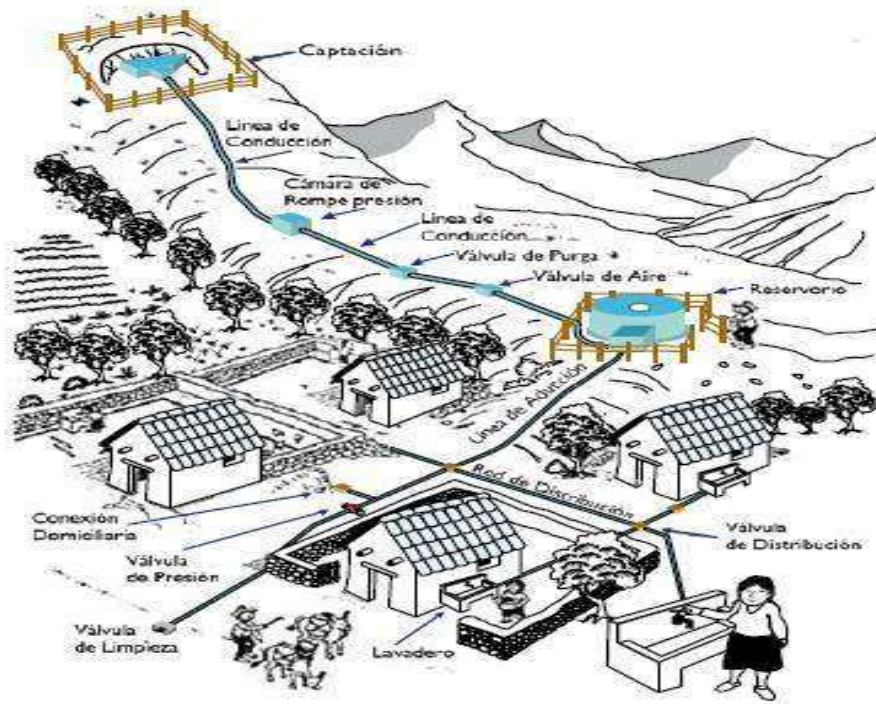 Captación
Línea de
Conducción
Cámara de
Rompe presión
Línea de
Conducción
Válvula de Purga
Válvula de Aire
Reservorio
Línea de Aducción
Red de Distribución
Conexión
Domiciliaria
Válvula
de Presión
Válvula
de Distribución
Válvula
de Limpieza
Lavadero